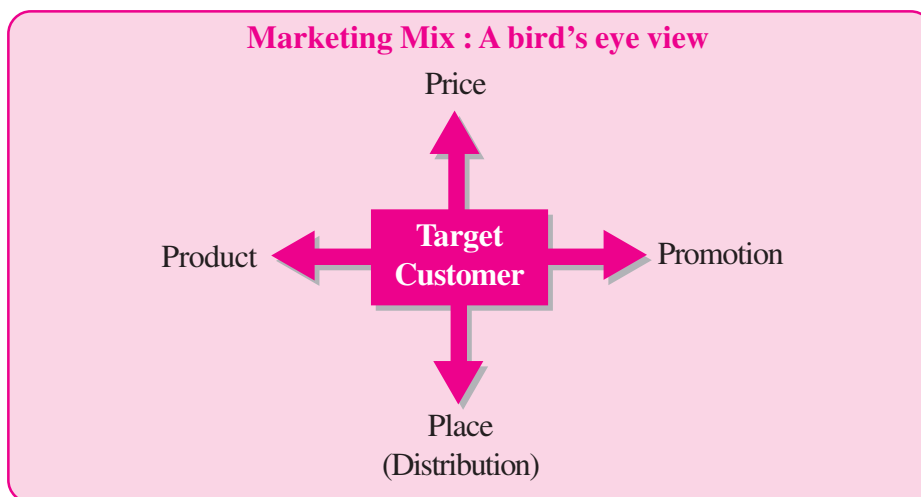 Marketing Mix : A bird’s eye view
Price
Product
Target
Customer
Promotion
Place
(Distribution)